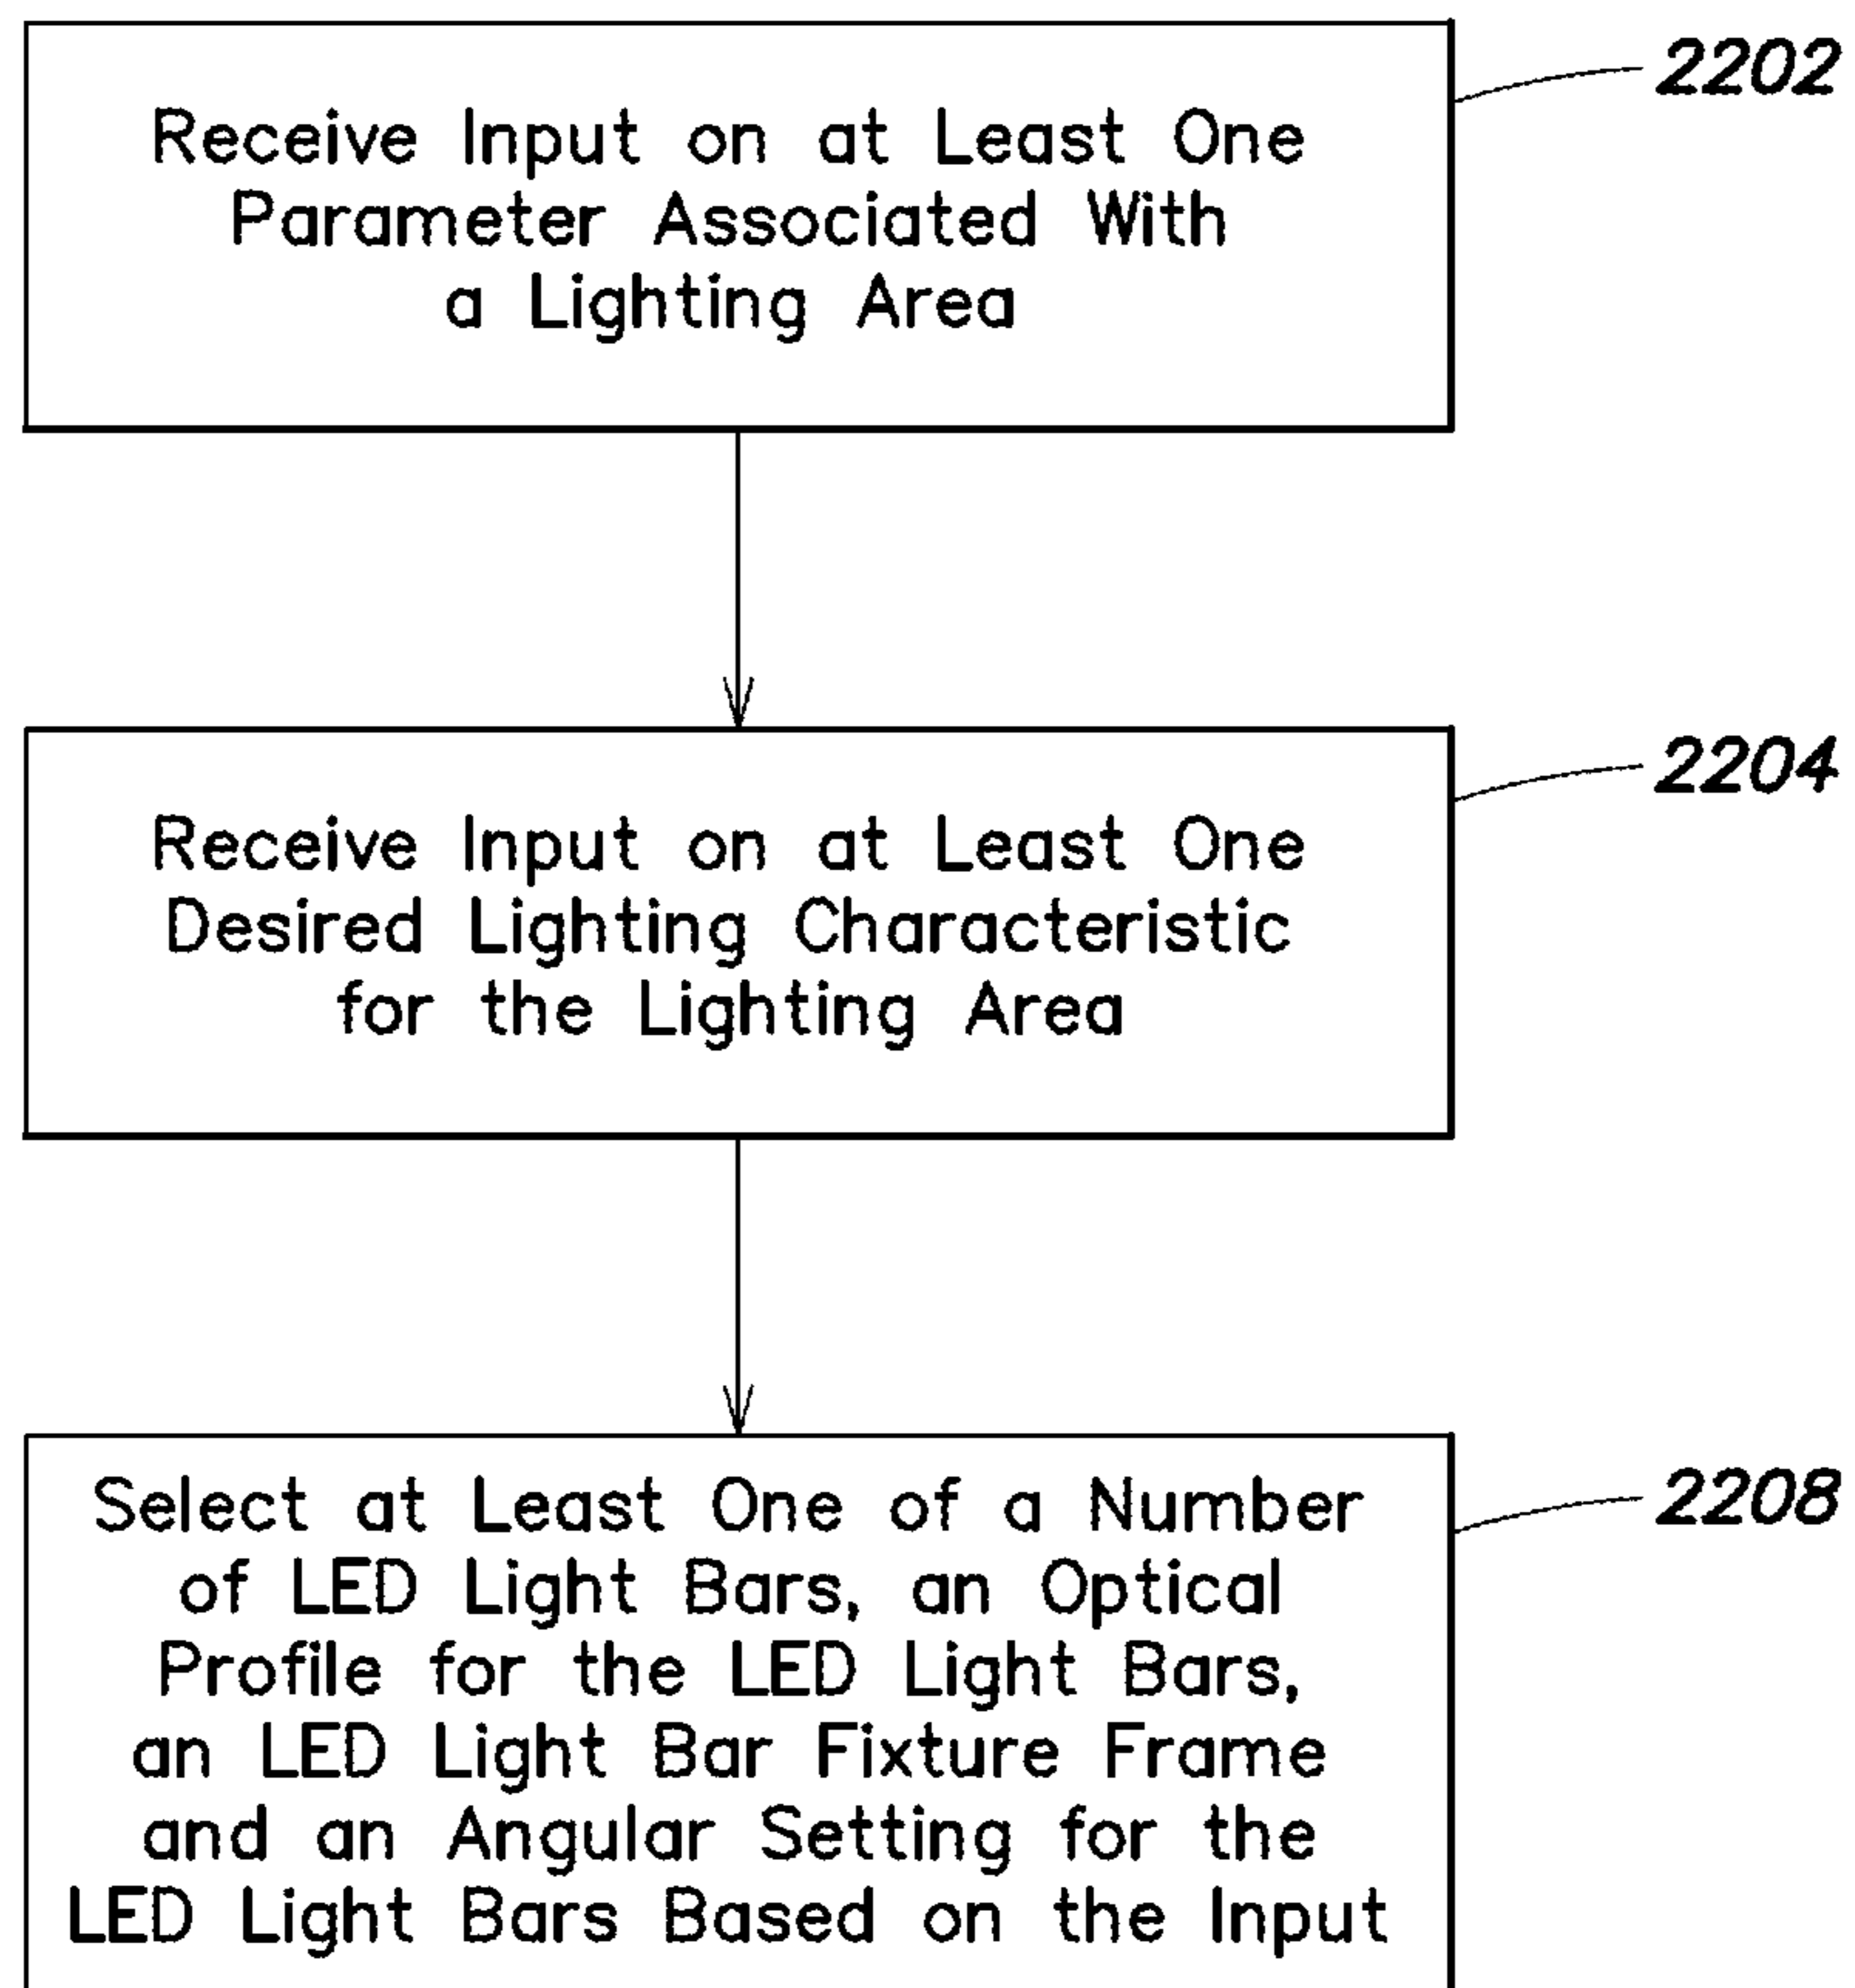 Receive Input on at Least One
Parameter Associated With
a Lighting Area
2202
Receive Input on at Least One
Desired Lighting Characteristic
for the Lighting Area
2204
Select at Least One of a Number
of LED Light Bars, an Optical
Profile for the LED Light Bars,
an LED Light Bar Fixture Frame
and an Angular Setting for the
LED Light Bars Based on the Input
2208